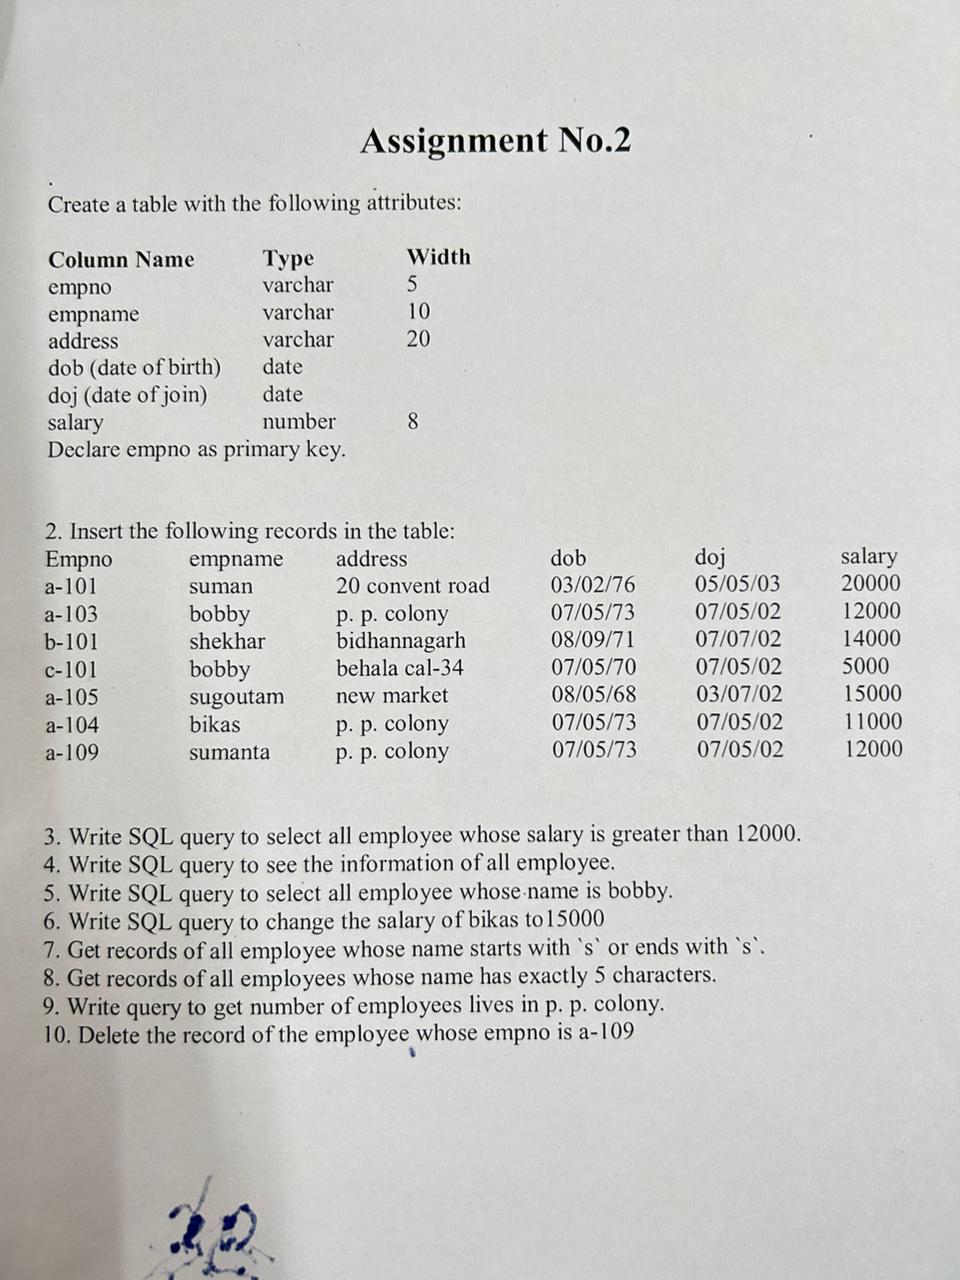 Assignment No.2
Create a table with the following attributes:
Column Name Type Width
empno varchar 5
empname varchar 10
address varchar 20
dob (date of birth) date
doj (date of join) date
salary number 8
Declare empno as primary key.
2. Insert the following records in the table:
Empno empname address dob doj salary
a-101 suman 20 convent road 03/02/76 05/05/03 20000
a-103 bobby p. p. colony 07/05/73 07/05/02 12000
b-101 shekhar bidhannagarh 08/09/71 07/07/02 14000
c-101 bobby behala cal-34 07/05/70 07/05/02 5000
a-105 sugoutam new market 08/05/68 03/07/02 15000
a-104 bikas p. p. colony 07/05/73 07/05/02 11000
a-109 sumanta p. p. colony 07/05/73 07/05/02 12000
3. Write SQL query to select all employee whose salary is greater than 12000.
4. Write SQL query to see the information of all employee.
5. Write SQL query to select all employee whose name is bobby.
6. Write SQL query to change the salary of bikas to15000
7. Get records of all employee whose name starts with `s` or ends with `s`.
8. Get records of all employees whose name has exactly 5 characters.
9. Write query to get number of employees lives in p. p. colony.
10. Delete the record of the employee whose empno is a-109